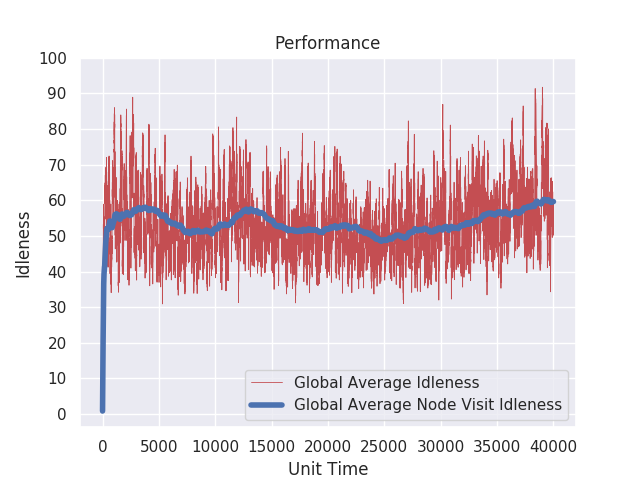 Performance
100
90
80
70
60
50
40
30
20
10
0
Idleness
Global Average Idleness
Global Average Node Visit Idleness
0 5000 10000 15000 20000 25000 30000 35000 40000
Unit Time